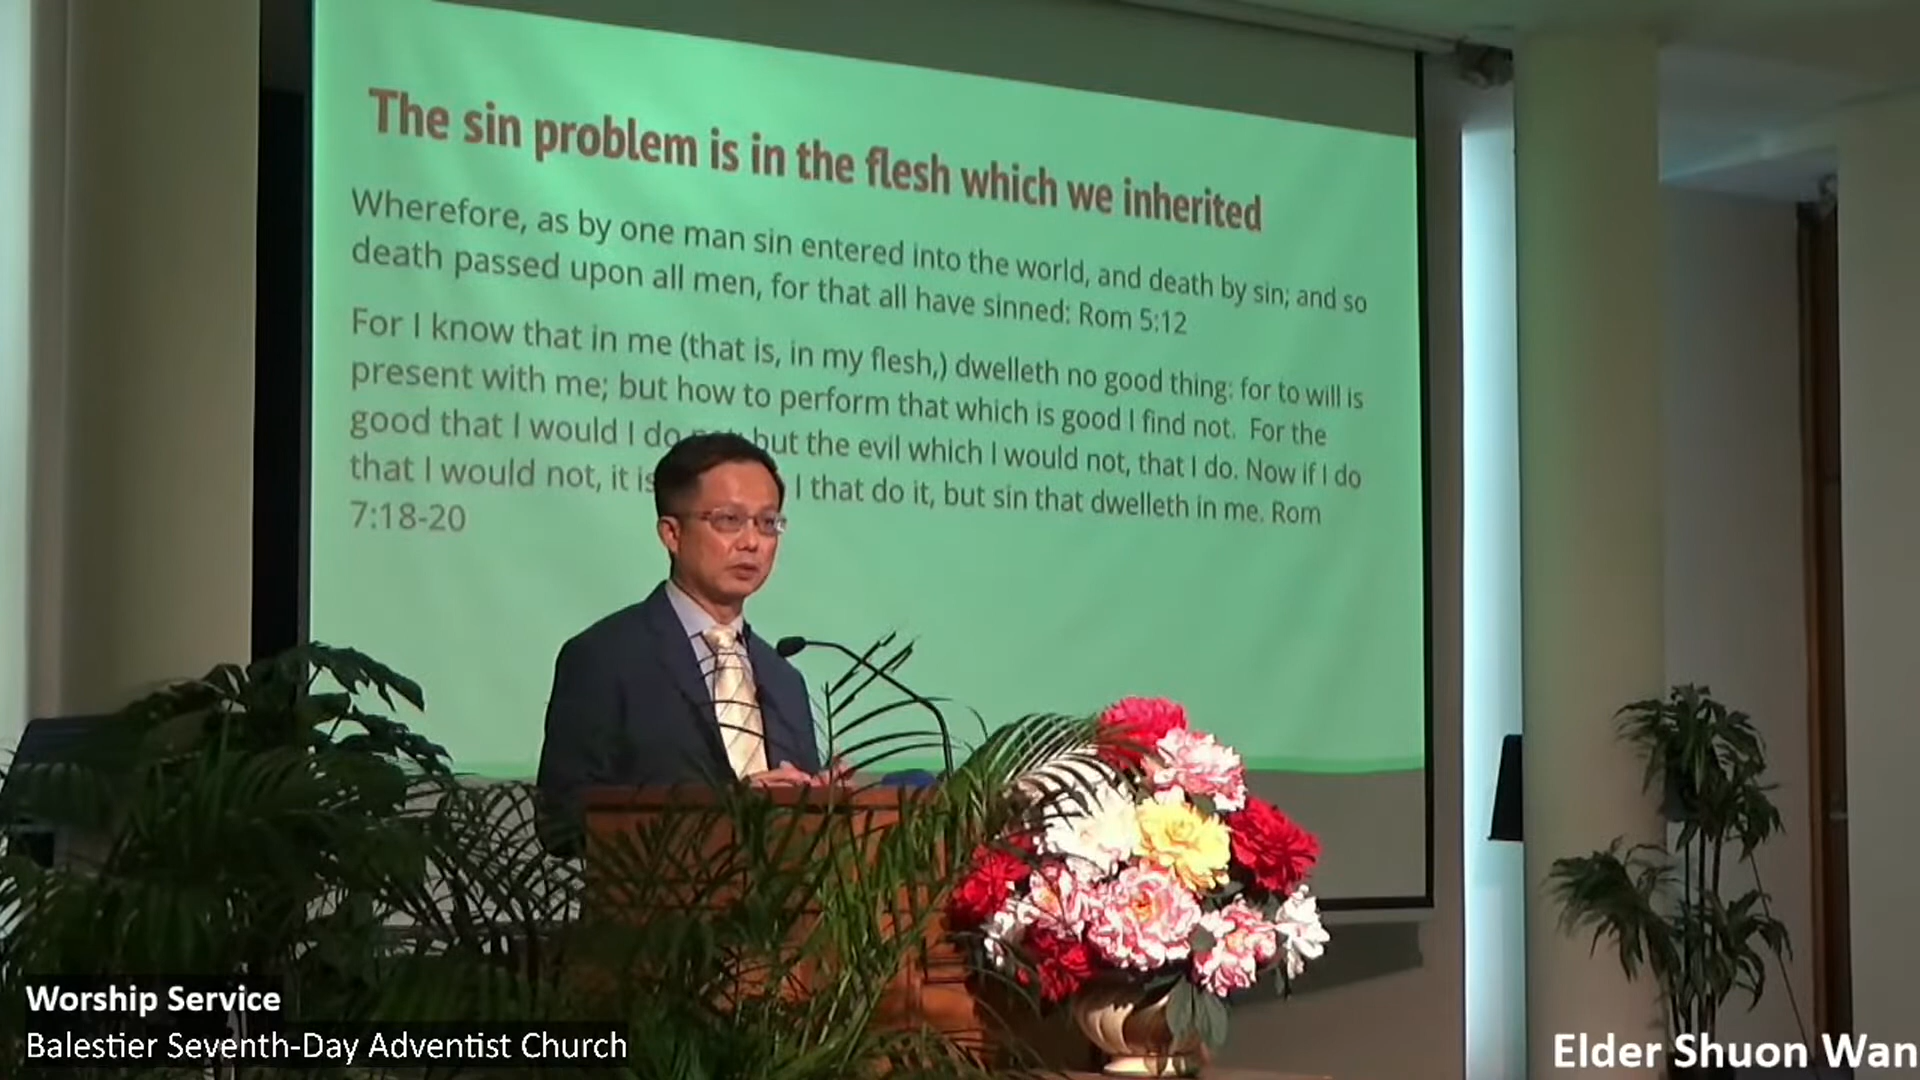 The sin problem is in the flesh which we inherited
Wherefore, as by one man sin entered into the world, and death by sin; and so
death passed upon all men, for that all have sinned: Rom 5:12
For I know that in me (that is, in my flesh,) dwelleth no good thing: for to will is
present with me; but how to perform that which is good I find not. For the
good that I would I do but the evil which I would not, that I do. Now if I do
that I would not, it is I that do it, but sin that dwelleth in me. Rom
7:18-20
Worship Service
Balestier Seventh-Day Adventist Church
Elder Shuon Wan